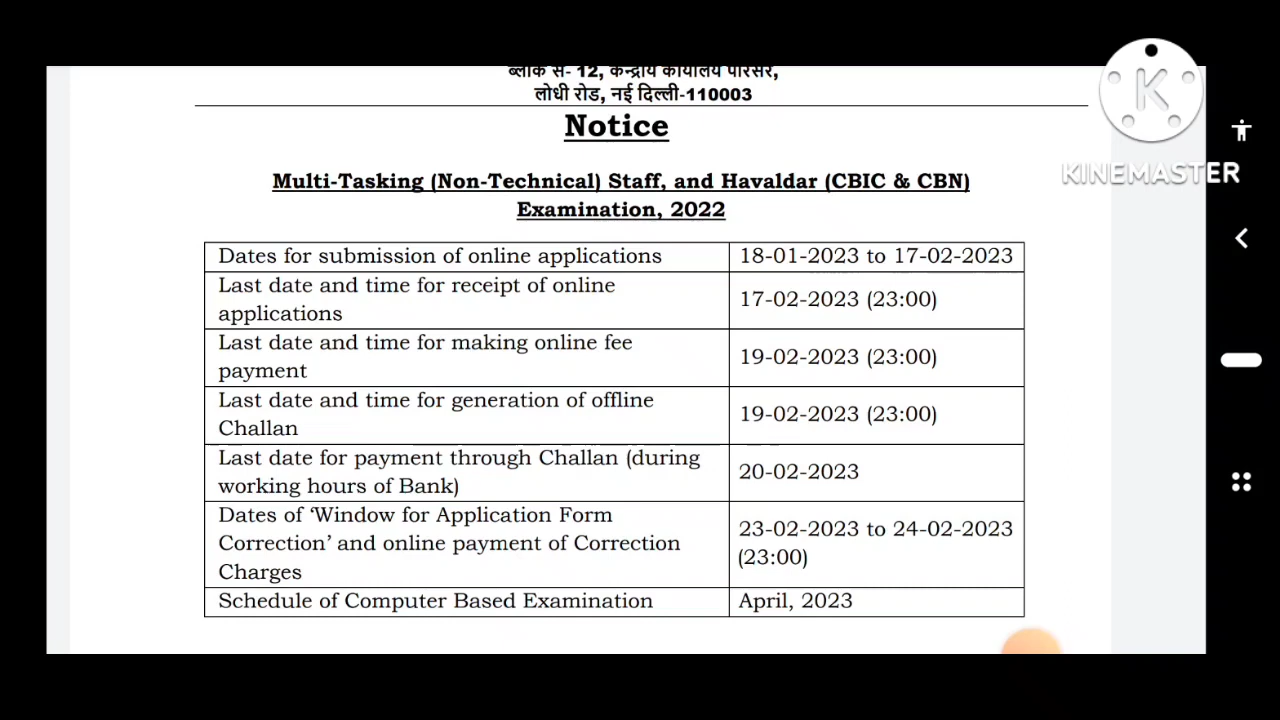 ब्लॉक सं- 12, केन्द्रीय कार्यालय परिसर,
लोधी रोड, नई दिल्ली-110003
Notice
K
KINEMASTER
Multi-Tasking (Non-Technical) Staff, and Havaldar (CBIC & CBN)
Examination, 2022
Dates for submission of online applications 18-01-2023 to 17-02-2023
Last date and time for receipt of online
applications 17-02-2023 (23:00)
Last date and time for making online fee
payment 19-02-2023 (23:00)
Last date and time for generation of offline
Challan 19-02-2023 (23:00)
Last date for payment through Challan (during
working hours of Bank) 20-02-2023
Dates of ‘Window for Application Form
Correction’ and online payment of Correction
Charges 23-02-2023 to 24-02-2023
(23:00)
Schedule of Computer Based Examination April, 2023